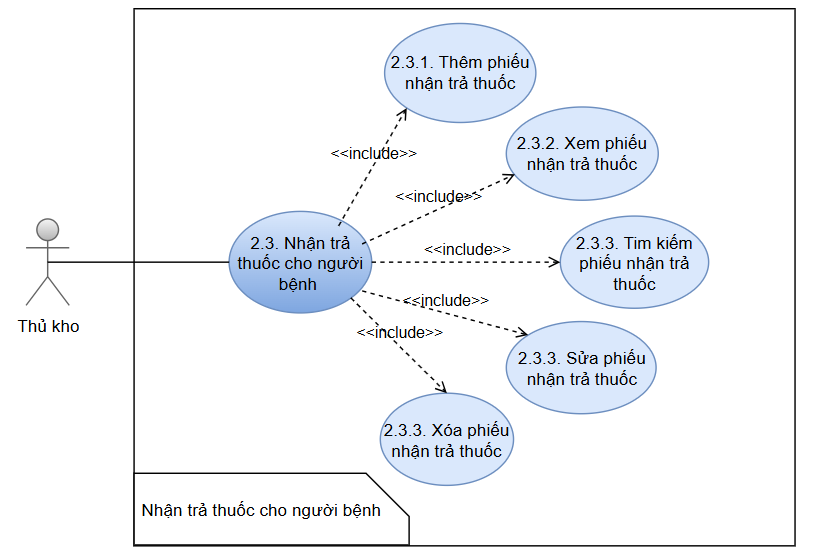 2.3.1. Thêm phiếu
nhận trả thuốc
<<include>>
2.3.2. Xem phiếu
nhận trả thuốc
<<include>>
2.3. Nhận trả
thuốc cho người
bệnh
<<include>>
2.3.3. Tim kiếm
phiếu nhận trả
thuốc
<<include>>
Thủ kho
<<include>>
2.3.3. Sửa phiếu
nhận trả thuốc
2.3.3. Xóa phiếu
nhận trả thuốc
Nhận trả thuốc cho người bệnh